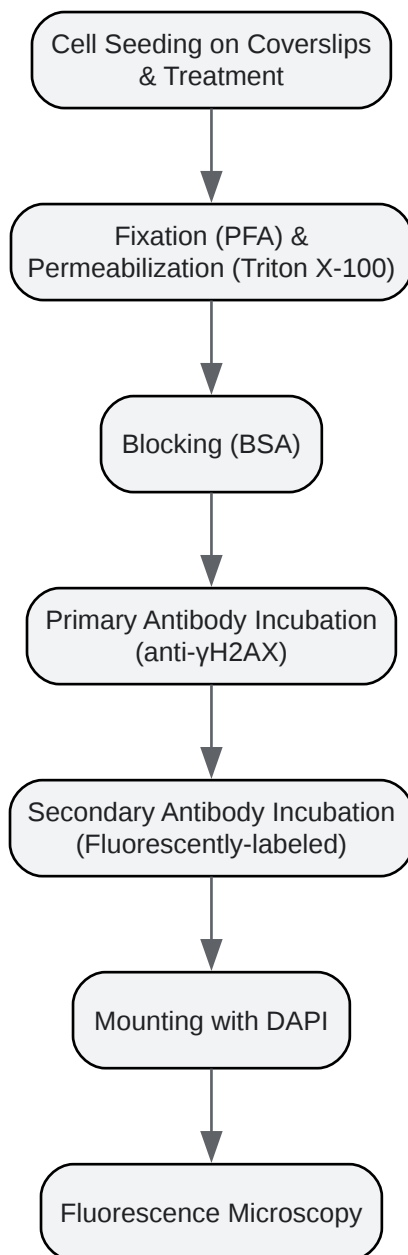 Cell Seeding on Coverslips
& Treatment
Fixation (PFA) &
Permeabilization (Triton X-100)
Blocking (BSA)
Primary Antibody Incubation
(anti-γH2AX)
Secondary Antibody Incubation
(Fluorescently-labeled)
Mounting with DAPI
Fluorescence Microscopy